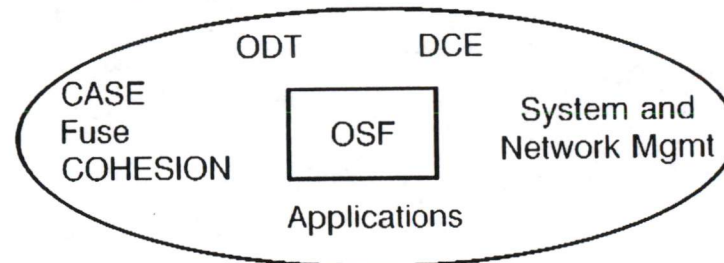 ODT DCE
CASE
Fuse
COHESION
OSF
System and
Network Mgmt
Applications